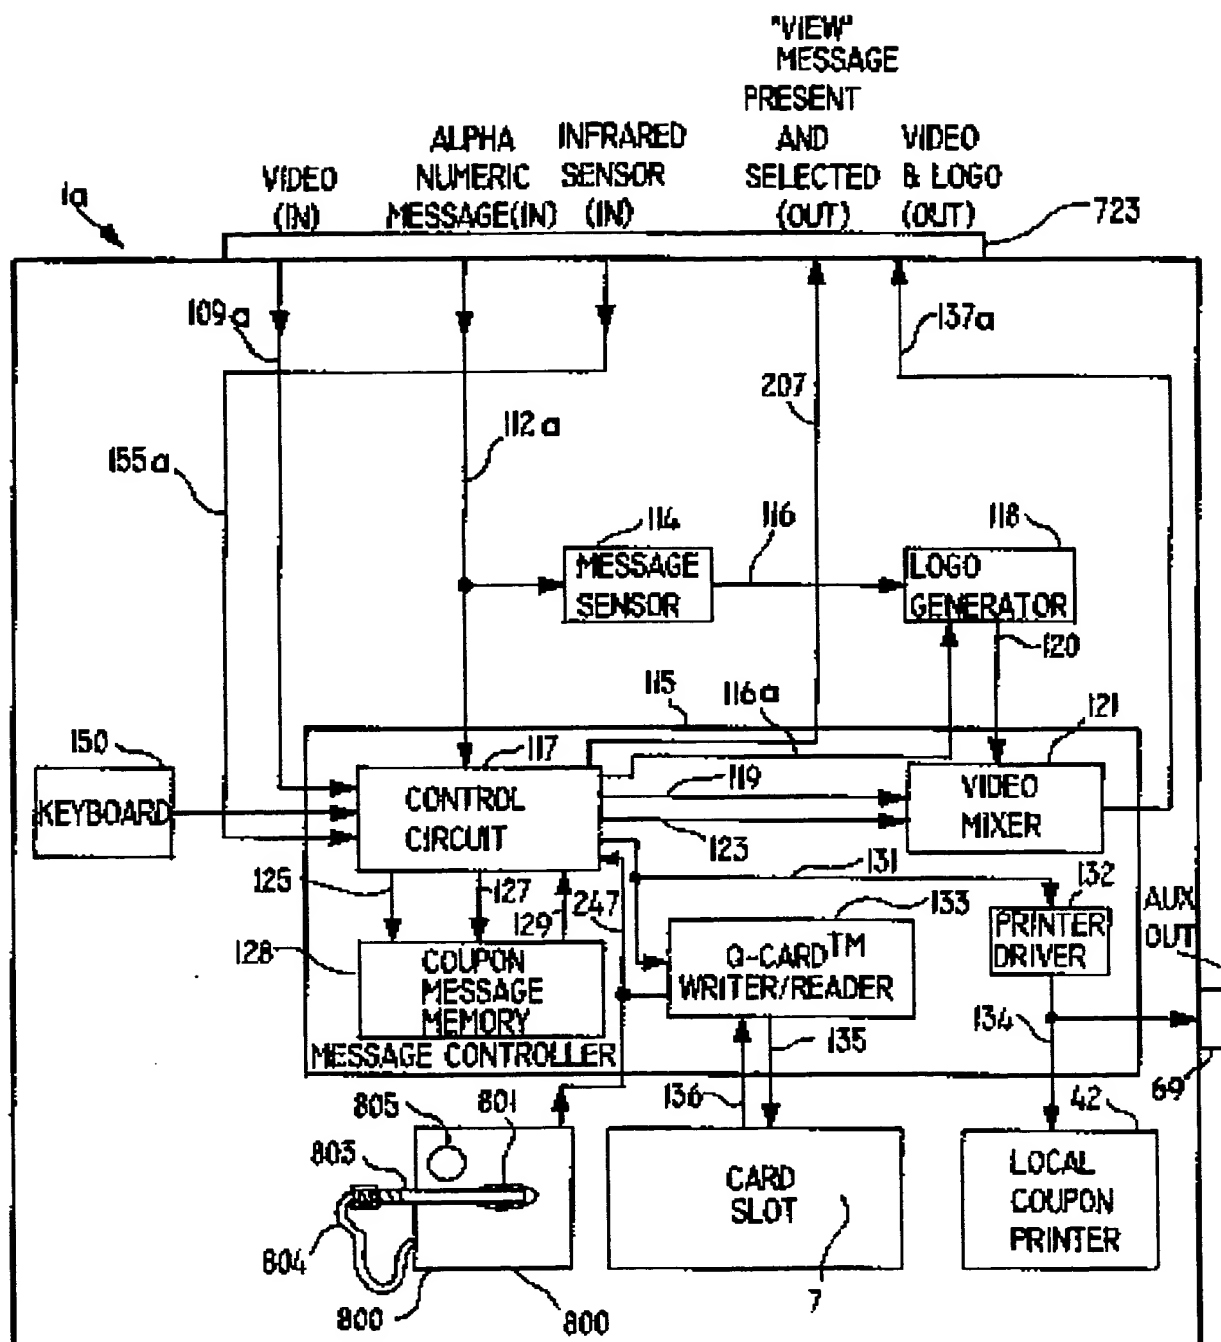 "VIEW"
MESSAGE
PRESENT
AND
SELECTED
(OUT)
VIDEO
& LOGO
(OUT)
INFRARED
SENSOR
(IN)
ALPHA
NUMERIC
MESSAGE(IN)
VIDEO
(IN)
1a
723
109a
137a
207
112a
155a
114
116
118
MESSAGE
SENSOR
LOGO
GENERATOR
120
115
116a
121
150
117
KEYBOARD
CONTROL
CIRCUIT
119
123
VIDEO
MIXER
125
127
129
247
131
132
133
AUX
OUT
128
COUPON
MESSAGE
MEMORY
Q-CARD™
WRITER/READER
PRINTER
DRIVER
MESSAGE CONTROLLER
135
134
136
69
805
801
42
803
804
CARD
SLOT
LOCAL
COUPON
PRINTER
800
800
7